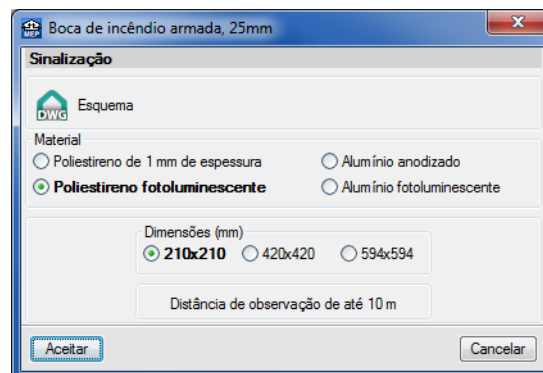 MEP Boca de incêndio armada, 25mm
Sinalização
DWG Esquema
Material
Poliestireno de 1 mm de espessura Alumínio anodizado
Poliestireno fotoluminescente Alumínio fotoluminescente
Dimensões (mm)
210x210 420x420 594x594
Distância de observação de até 10 m
Aceitar Cancelar